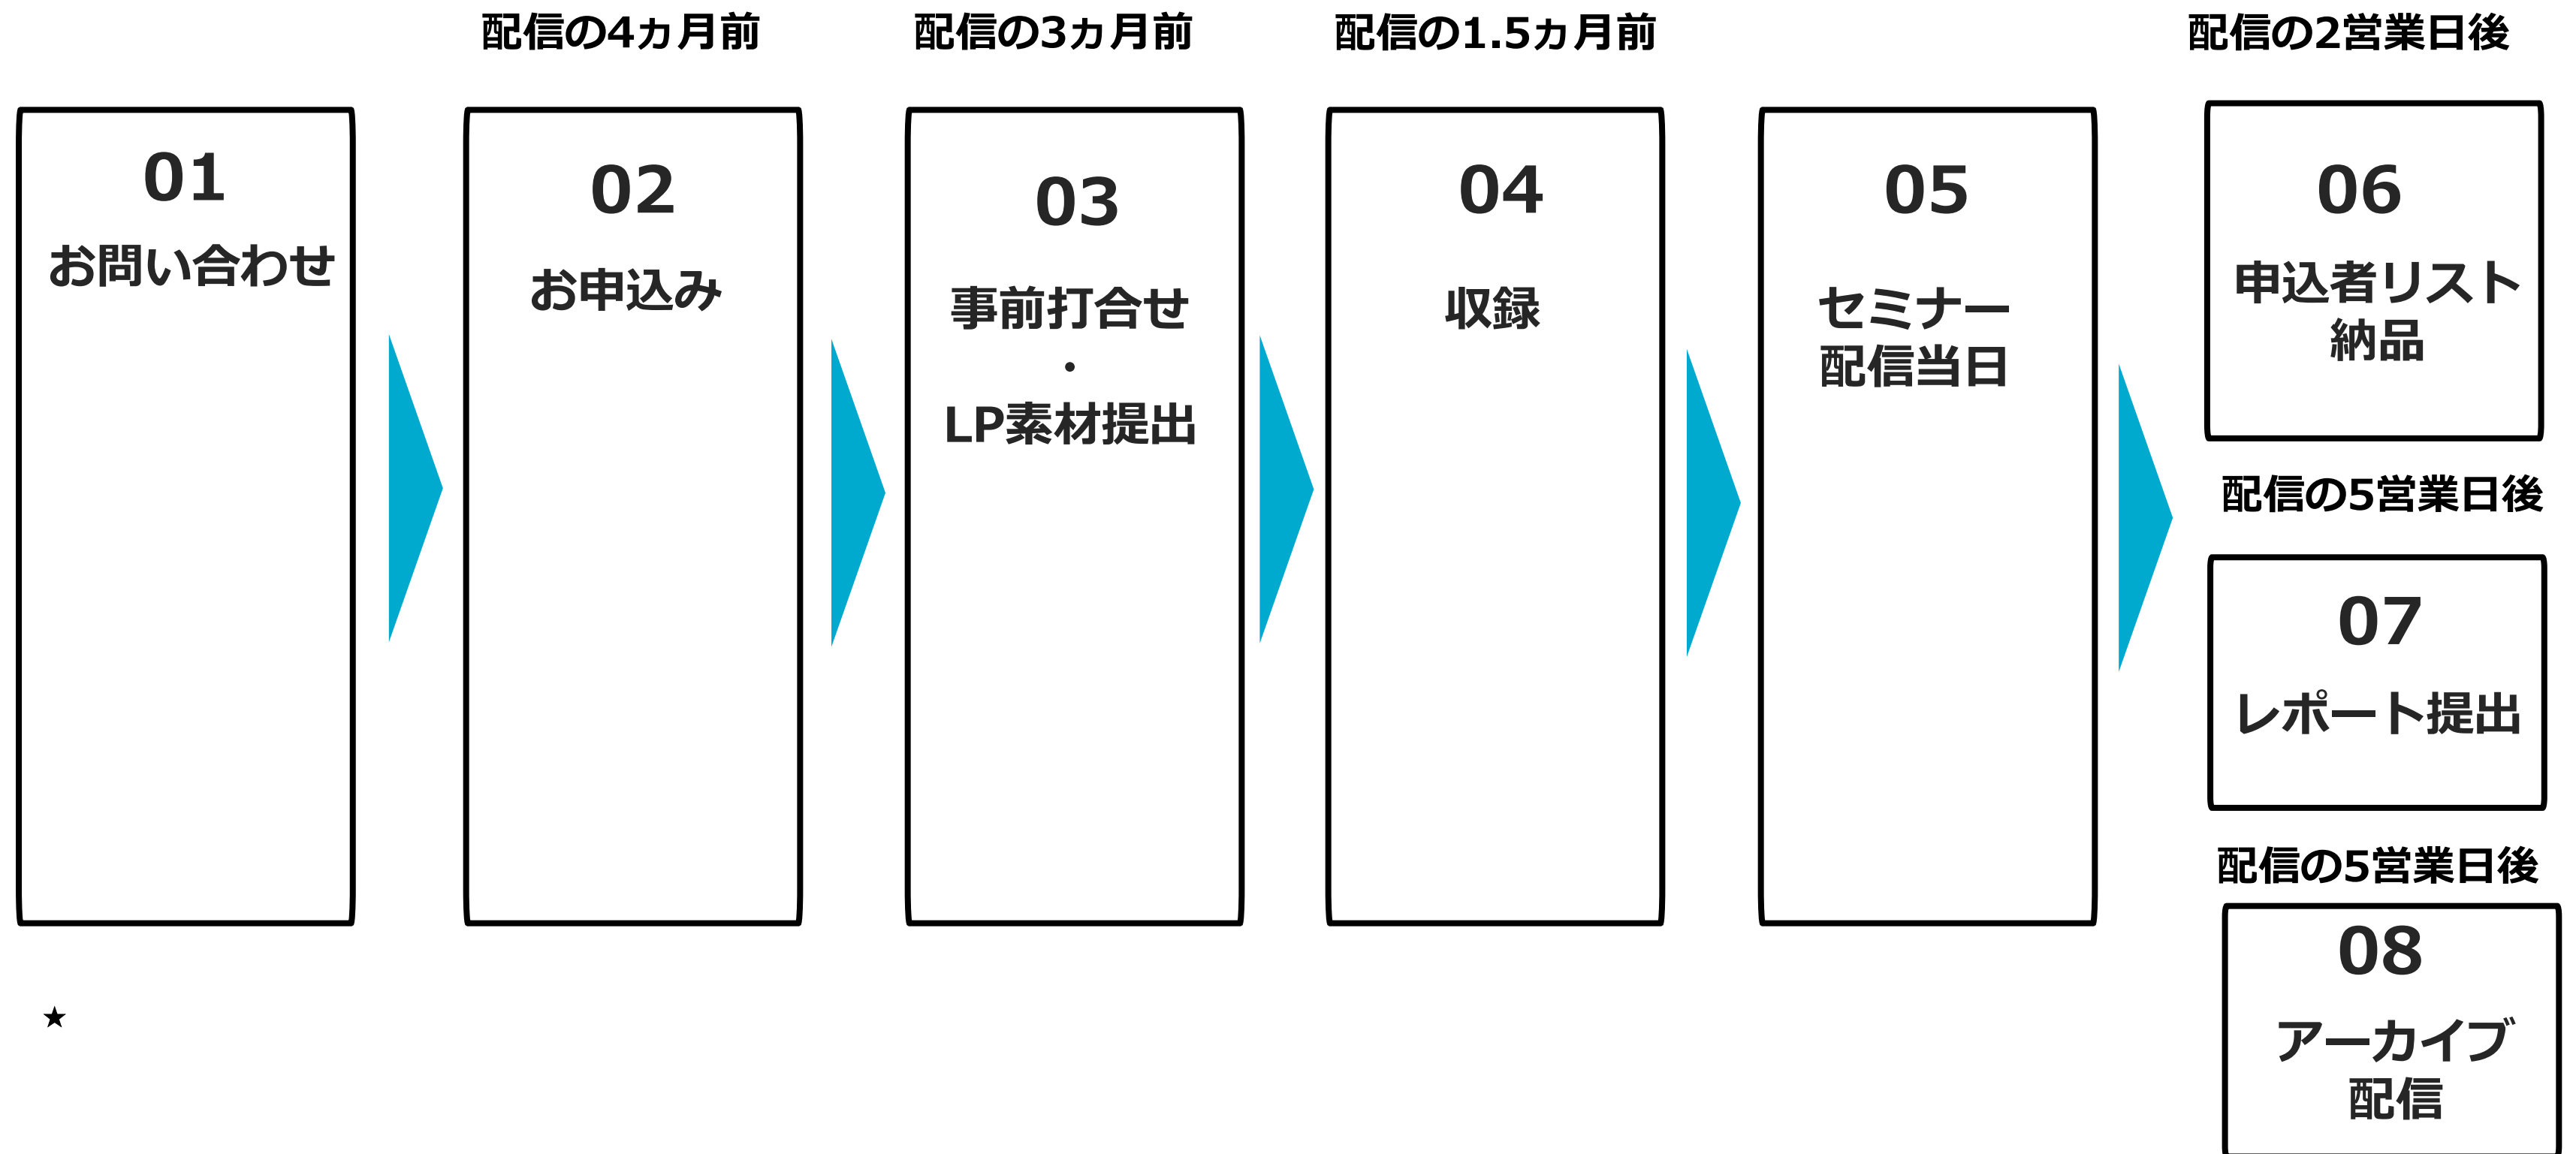 配信の4ヵ月前
配信の3ヵ月前
配信の1.5ヵ月前
配信の2営業日後
01
お問い合わせ
02
お申込み
03
事前打合せ
・
LP素材提出
04
収録
05
セミナー
配信当日
06
申込者リスト
納品
配信の5営業日後
07
レポート提出
配信の5営業日後
08
アーカイブ
配信
★